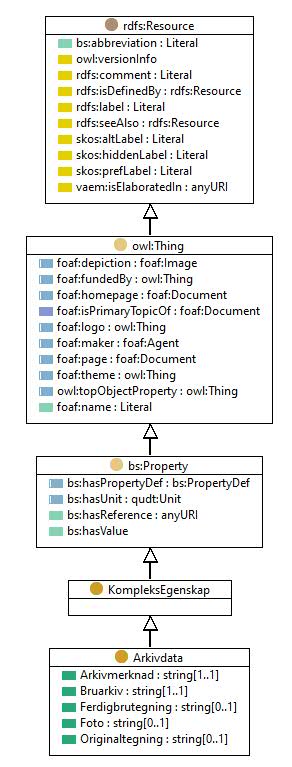 rdfs:Resource
bs:abbreviation : Literal
owl:versionInfo
rdfs:comment : Literal
rdfs:isDefinedBy : rdfs:Resource
rdfs:label : Literal
rdfs:seeAlso : rdfs:Resource
skos:altLabel : Literal
skos:hiddenLabel : Literal
skos:prefLabel : Literal
vaem:isElaboratedIn : anyURI
owl:Thing
foaf:depiction : foaf:Image
foaf:fundedBy : owl:Thing
foaf:homepage : foaf:Document
foaf:isPrimaryTopicOf : foaf:Document
foaf:logo : owl:Thing
foaf:maker : foaf:Agent
foaf:page : foaf:Document
foaf:theme : owl:Thing
owl:topObjectProperty : owl:Thing
foaf:name : Literal
bs:Property
bs:hasPropertyDef : bs:PropertyDef
bs:hasUnit : qudt:Unit
bs:hasReference : anyURI
bs:hasValue
KompleksEgenskap
Arkivdata
Arkivmerknad : string[1..1]
Bruarkiv : string[1..1]
Ferdigbrutegning : string[0..1]
Foto : string[0..1]
Originaltegning : string[0..1]